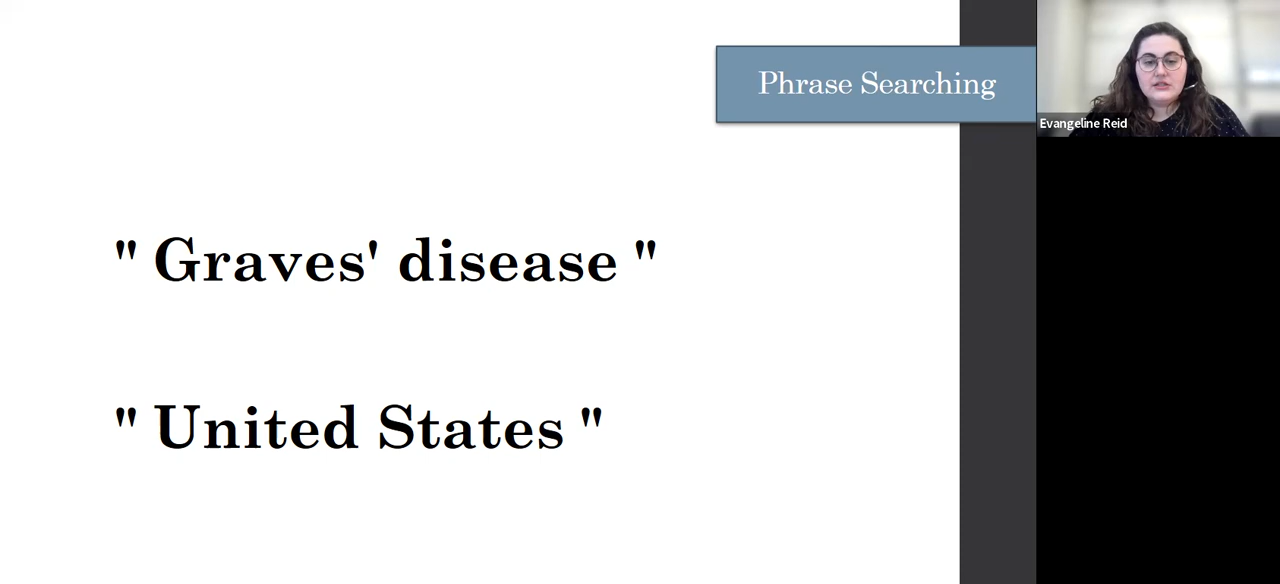 Phrase Searching
Evangeline Reid
" Graves' disease "
" United States "